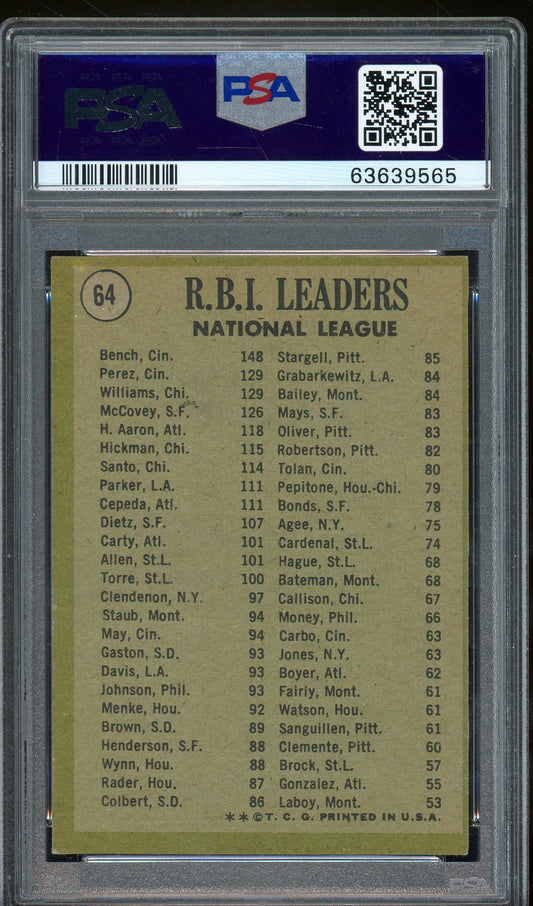 PSA
PSA
63639565
64
R.B.I. LEADERS
NATIONAL LEAGUE
Bench, Cin. 148 Stargell, Pitt. 85
Perez, Cin. 129 Grabarkewitz, L.A. 84
Williams, Chi. 129 Bailey, Mont. 84
McCovey, S.F. 126 Mays, S.F. 83
H. Aaron, Atl. 118 Oliver, Pitt. 83
Hickman, Chi. 115 Robertson, Pitt. 82
Santo, Chi. 114 Tolan, Cin. 80
Parker, L.A. 111 Pepitone, Hou.-Chi. 79
Cepeda, Atl. 111 Bonds, S.F. 78
Dietz, S.F. 107 Agee, N.Y. 75
Carty, Atl. 101 Cardenal, St.L. 74
Allen, St.L. 101 Hague, St.L. 68
Torre, St.L. 100 Bateman, Mont. 68
Clendenon, N.Y. 97 Callison, Chi. 67
Staub, Mont. 94 Money, Phil. 66
May, Cin. 94 Carbo, Cin. 63
Gaston, S.D. 93 Jones, N.Y. 63
Davis, L.A. 93 Boyer, Atl. 62
Johnson, Phil. 93 Fairly, Mont. 61
Menke, Hou. 92 Watson, Hou. 61
Brown, S.D. 89 Sanguillen, Pitt. 61
Henderson, S.F. 88 Clemente, Pitt. 60
Wynn, Hou. 88 Brock, St.L. 57
Rader, Hou. 87 Gonzalez, Atl. 55
Colbert, S.D. 86 Laboy, Mont. 53
**©T. C. G. PRINTED IN U.S.A.
PSA